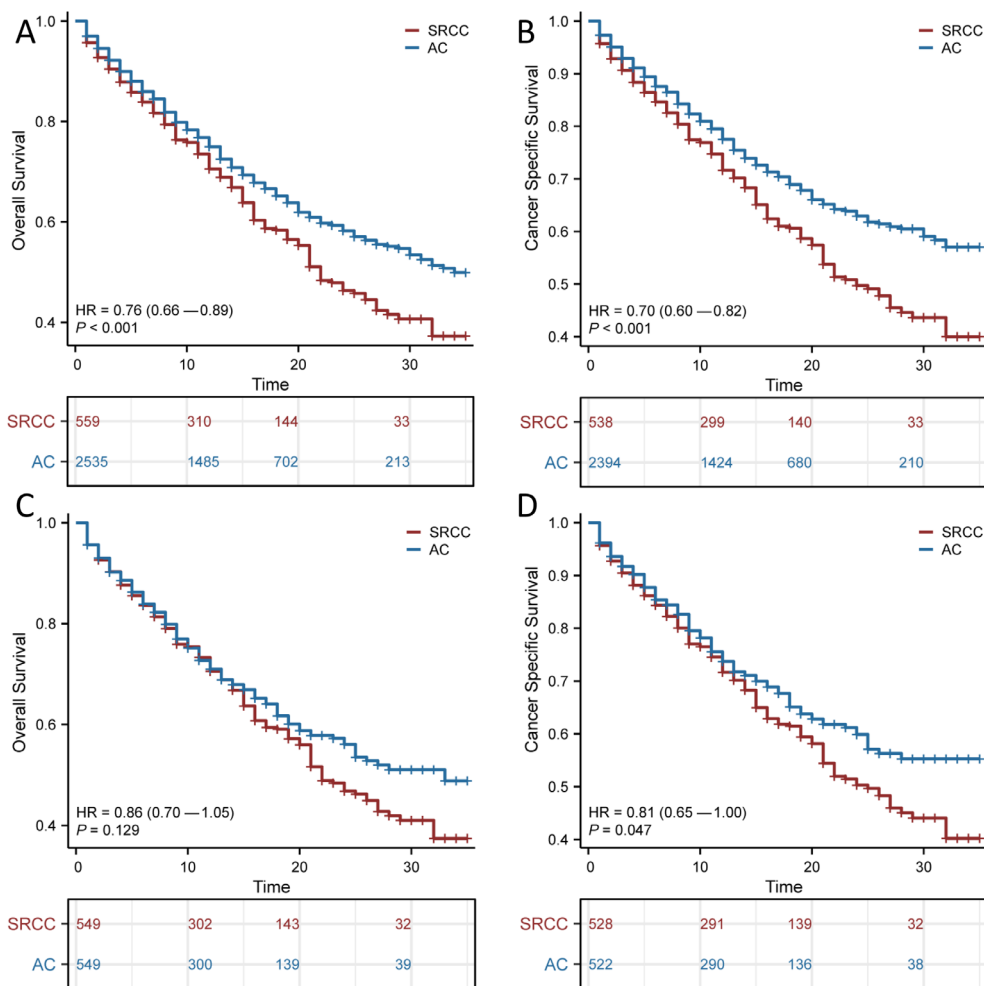 A
SRCC
AC
Overall Survival
1.0
0.8
0.6
0.4
HR = 0.76 (0.66 — 0.89)
P < 0.001
0 10 20 30
Time
SRCC 559 310 144 33
AC 2535 1485 702 213
B
SRCC
AC
Cancer Specific Survival
1.0
0.9
0.8
0.7
0.6
0.5
0.4
HR = 0.70 (0.60 — 0.82)
P < 0.001
0 10 20 30
Time
SRCC 538 299 140 33
AC 2394 1424 680 210
C
SRCC
AC
Overall Survival
1.0
0.8
0.6
0.4
HR = 0.86 (0.70 — 1.05)
P = 0.129
0 10 20 30
Time
SRCC 549 302 143 32
AC 549 300 139 39
D
SRCC
AC
Cancer Specific Survival
1.0
0.9
0.8
0.7
0.6
0.5
0.4
HR = 0.81 (0.65 — 1.00)
P = 0.047
0 10 20 30
Time
SRCC 528 291 139 32
AC 522 290 136 38